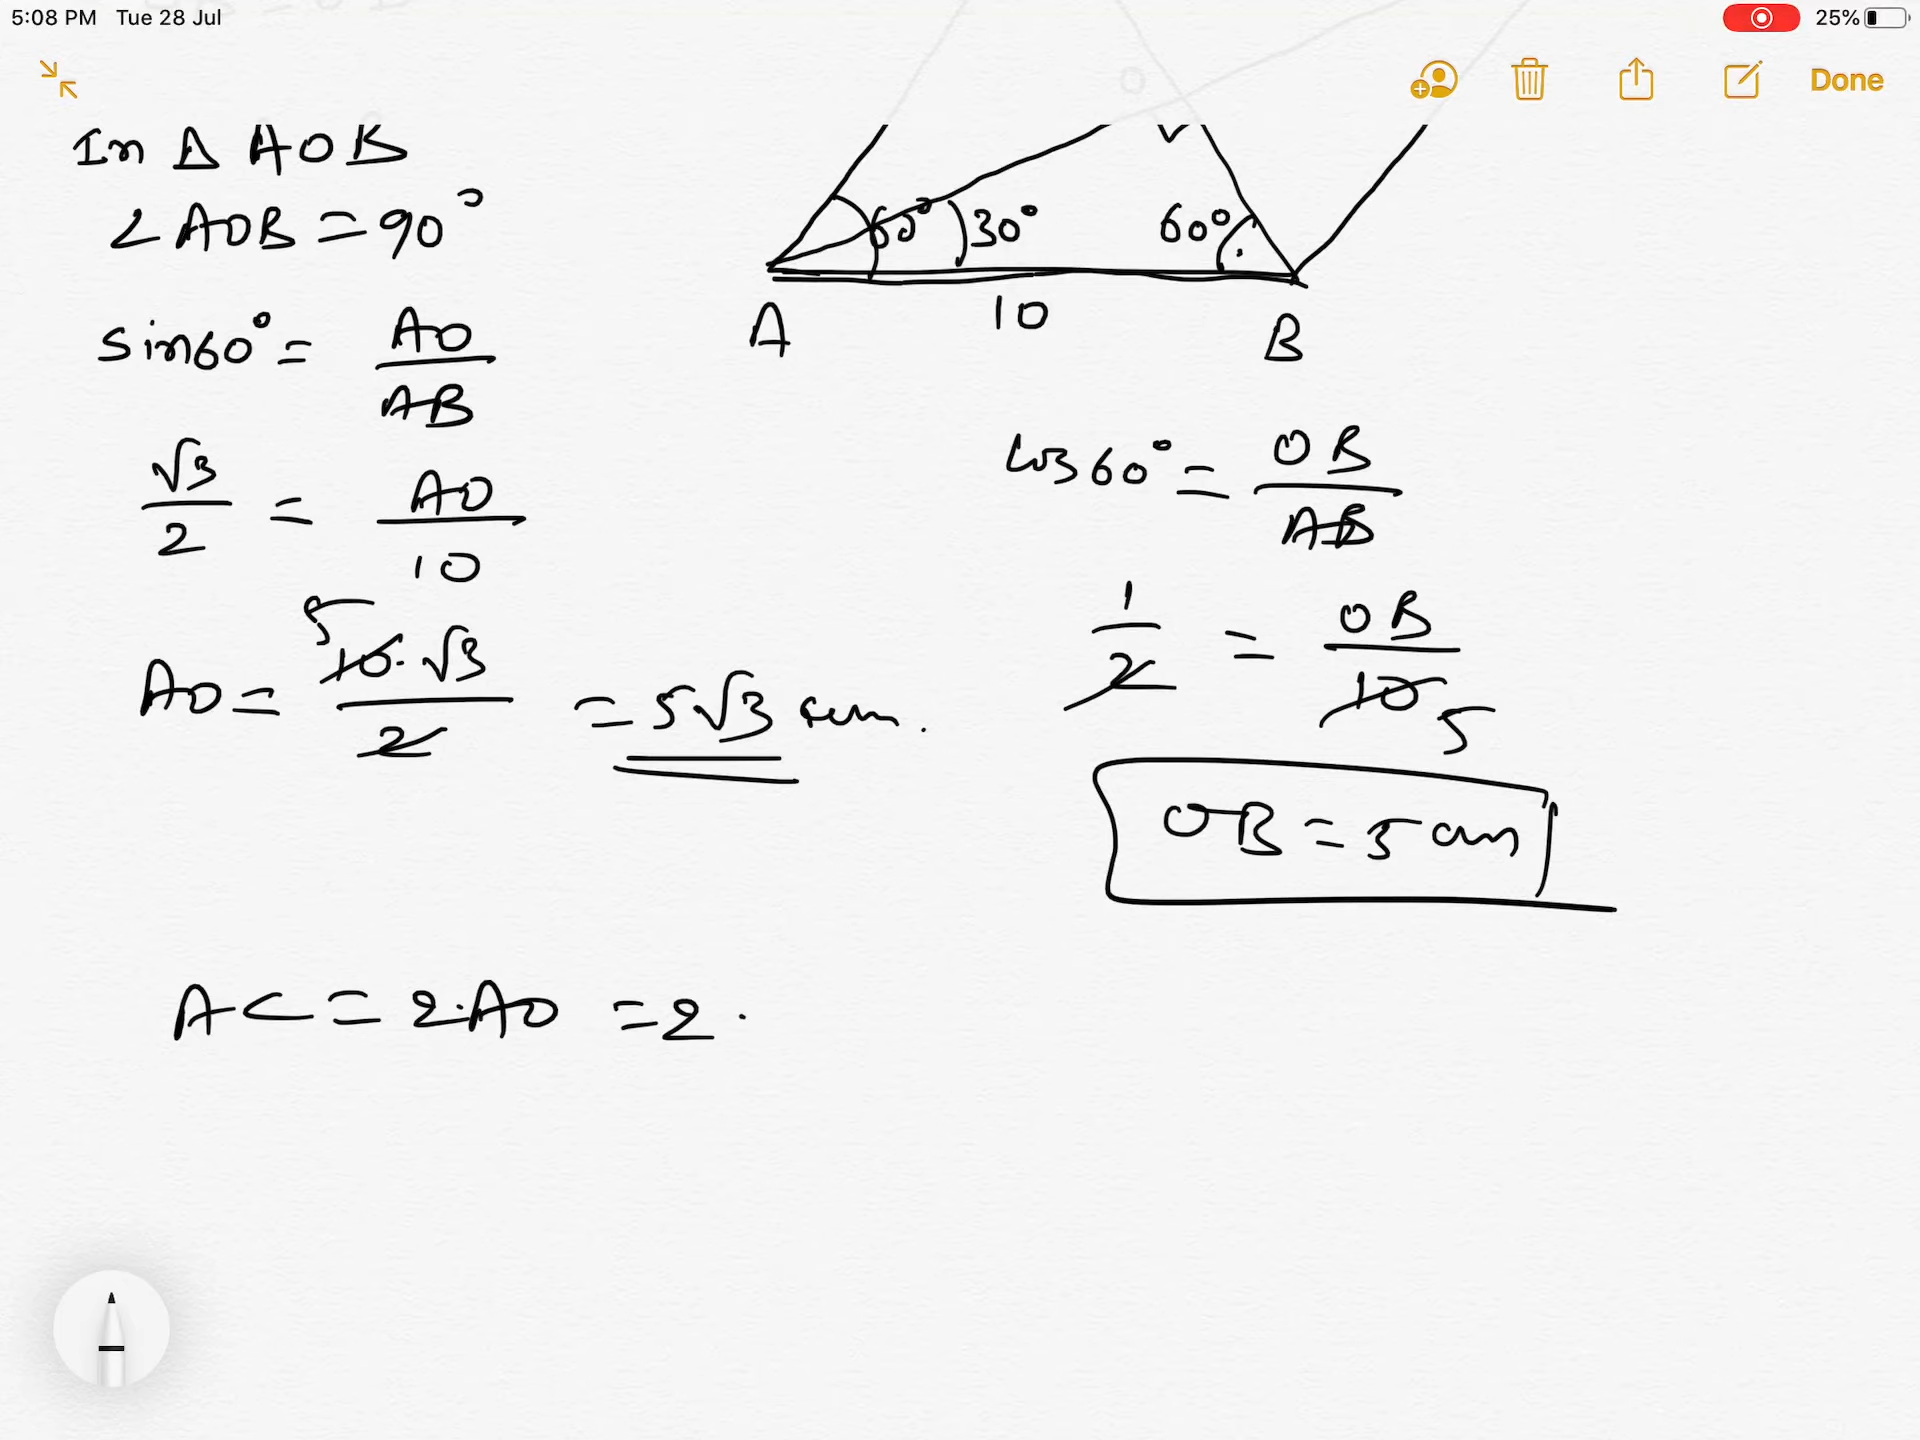 5:08 PM Tue 28 Jul
25%
Done
In Δ AOB
∠AOB = 90°
60° 30° 60°
A 10 B
sin60° = AO/AB
√3/2 = AO/10
AO = 10·√3/2 = 5√3 cm.
5
cos60° = OB/AB
1/2 = OB/10
5
OB = 5 cm
AC = 2·AO = 2·
O